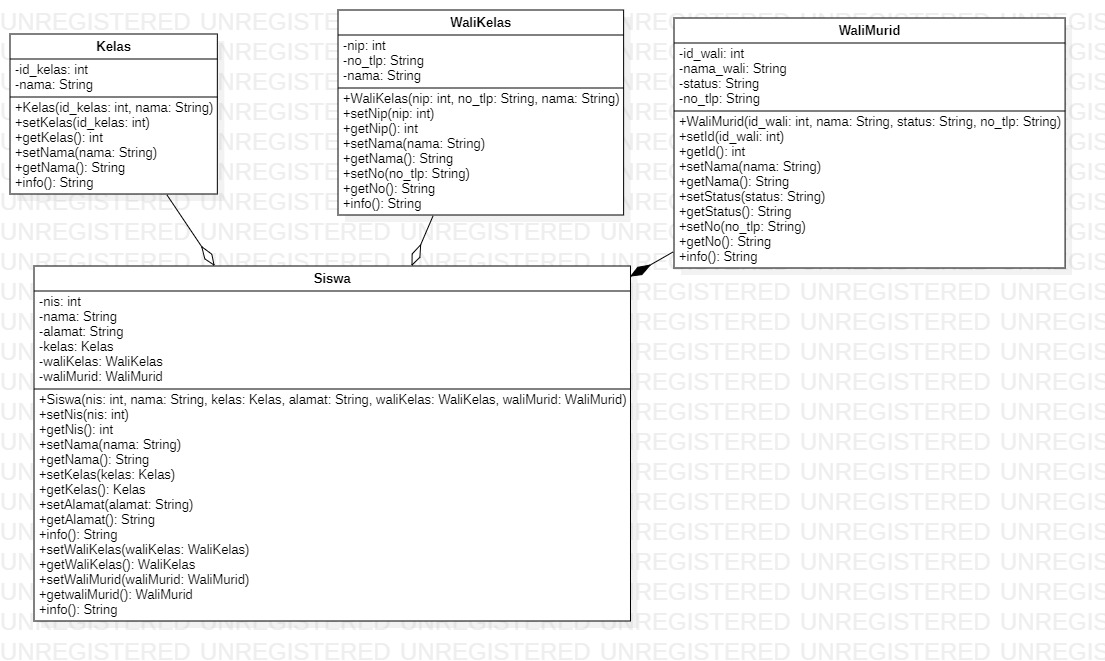 Kelas
-id_kelas: int
-nama: String
+Kelas(id_kelas: int, nama: String)
+setKelas(id_kelas: int)
+getKelas(): int
+setNama(nama: String)
+getNama(): String
+info(): String
WaliKelas
-nip: int
-no_tlp: String
-nama: String
+WaliKelas(nip: int, no_tlp: String, nama: String)
+setNip(nip: int)
+getNip(): int
+setNama(nama: String)
+getNama(): String
+setNo(no_tlp: String)
+getNo(): String
+info(): String
WaliMurid
-id_wali: int
-nama_wali: String
-status: String
-no_tlp: String
+WaliMurid(id_wali: int, nama: String, status: String, no_tlp: String)
+setId(id_wali: int)
+getId(): int
+setNama(nama: String)
+getNama(): String
+setStatus(status: String)
+getStatus(): String
+setNo(no_tlp: String)
+getNo(): String
+info(): String
Siswa
-nis: int
-nama: String
-alamat: String
-kelas: Kelas
-waliKelas: WaliKelas
-waliMurid: WaliMurid
+Siswa(nis: int, nama: String, kelas: Kelas, alamat: String, waliKelas: WaliKelas, waliMurid: WaliMurid)
+setNis(nis: int)
+getNis(): int
+setNama(nama: String)
+getNama(): String
+setKelas(kelas: Kelas)
+getKelas(): Kelas
+setAlamat(alamat: String)
+getAlamat(): String
+info(): String
+setWaliKelas(waliKelas: WaliKelas)
+getWaliKelas(): WaliKelas
+setWaliMurid(waliMurid: WaliMurid)
+getwaliMurid(): WaliMurid
+info(): String
UNREGISTERED UNREGISTERED UNREGISTERED UNREGISTERED UNREGISTERED